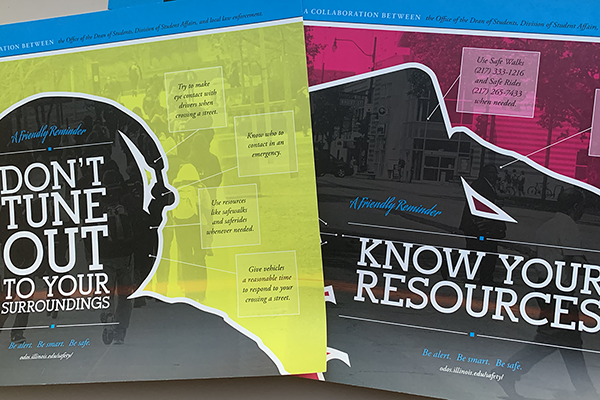 ATION BETWEEN the Office of the Dean of Students, Division of Student Affairs, and local law enforcement
Try to make
eye contact with
drivers when
crossing a street.
A friendly Reminder
Know who to
contact in an
emergency.
DON'T
TUNE
OUT
TO YOUR
SURROUNDINGS
Use resources
like safewalks
and saferides
whenever needed.
Give vehicles
a reasonable time
to respond to your
crossing a street.
Be alert. Be smart. Be safe.
odos.illinois.edu/safety/
A COLLABORATION BETWEEN the Office of the Dean of Students, Division of Student Affairs,
Use Safe Walks
(217) 333-1216
and Safe Rides
(217) 265-7433
when needed.
A friendly Reminder
KNOW YOUR
RESOURCES
Be alert. Be smart. Be safe.
odos.illinois.edu/safety/